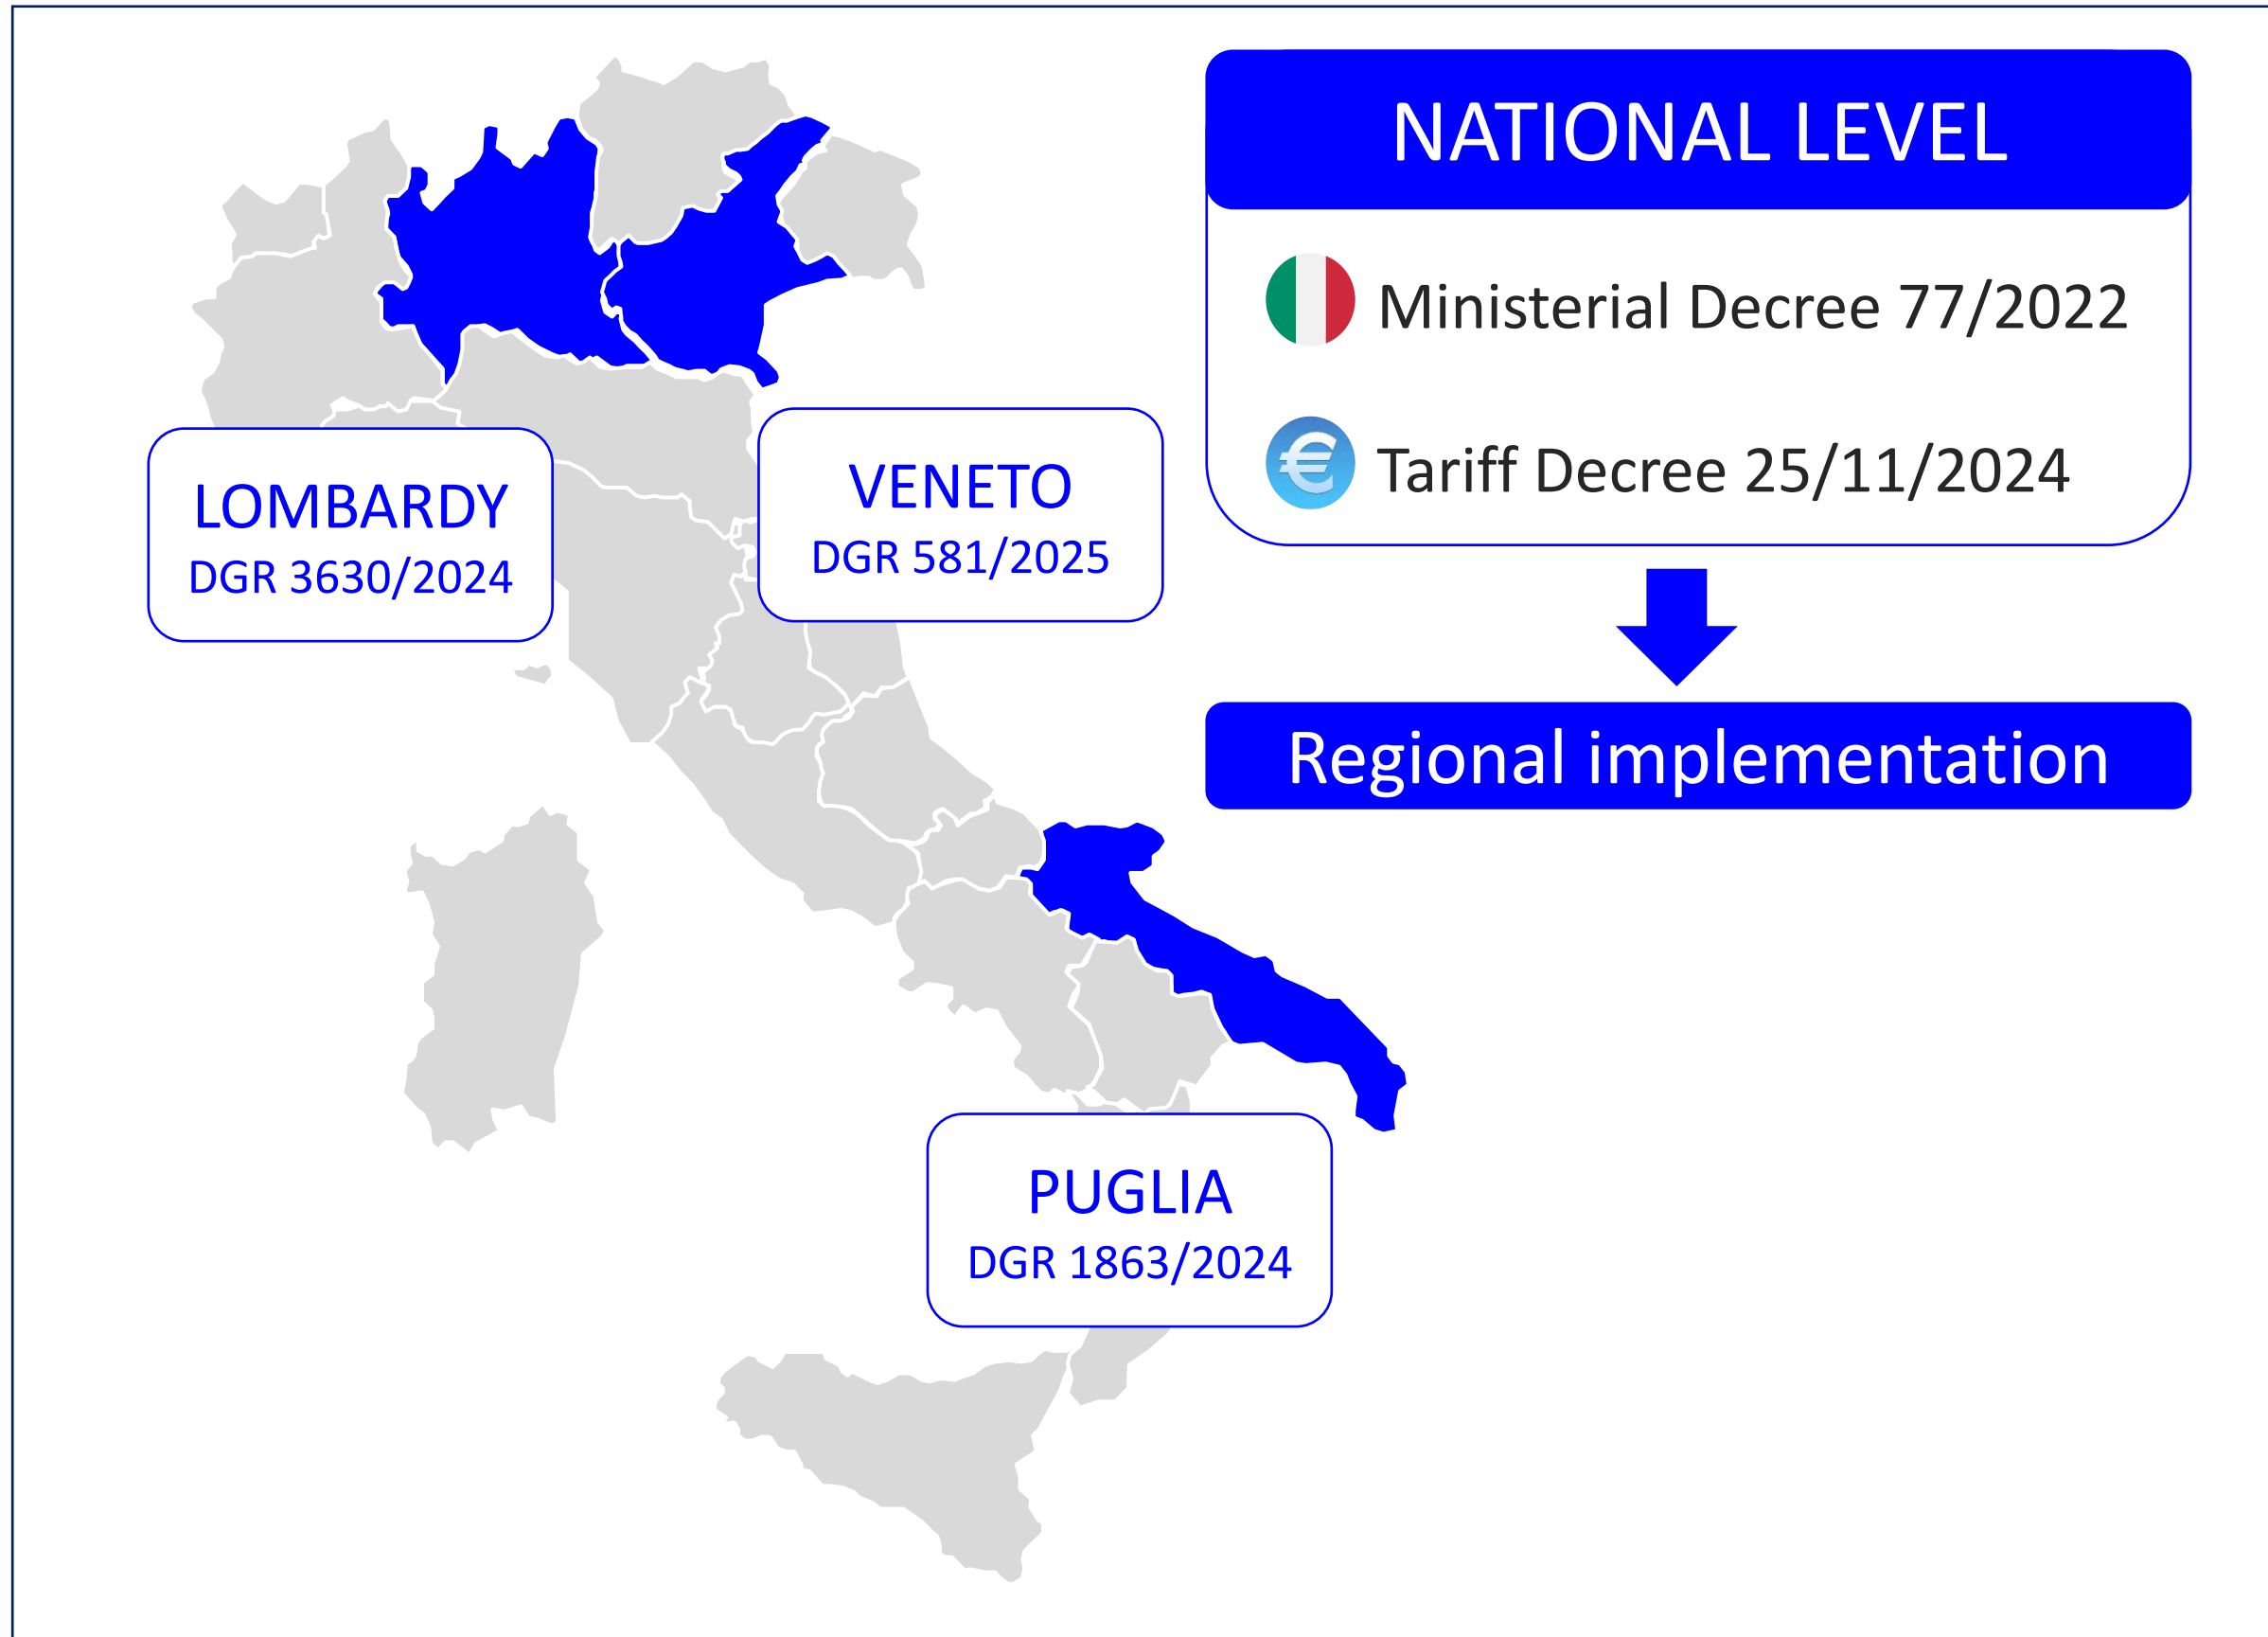 NATIONAL LEVEL
Ministerial Decree 77/2022
Tariff Decree 25/11/2024
Regional implementation
LOMBARDY
DGR 3630/2024
VENETO
DGR 551/2025
PUGLIA
DGR 1863/2024